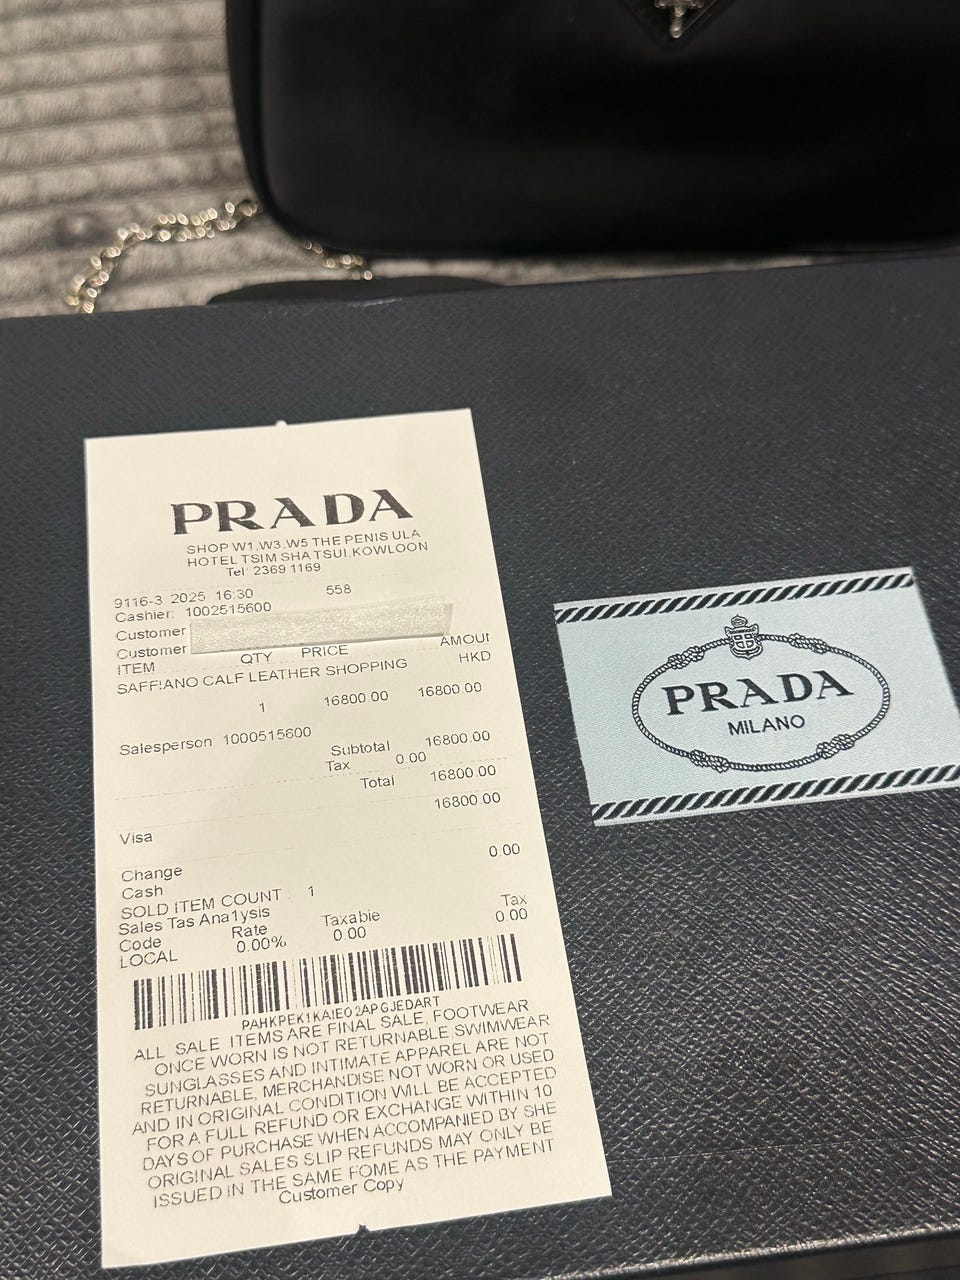 PRADA
SHOP W1,W3,W5 THE PENIS ULA
HOTEL TSIM SHA TSUI,KOWLOON
Tel: 2369 1169
9116-3 2025 16:30 558
Cashier: 1002515600
Customer
Customer
ITEM QTY PRICE AMOUI
HKD
SAFFIANO CALF LEATHER SHOPPING
1 16800.00 16800.00
Salesperson 1000515600
Subtotal 16800.00
Tax 0.00
Total 16800.00
16800.00
Visa
Change 0.00
Cash
SOLD ITEM COUNT 1
Sales Tas Ana1ysis
Code Rate Taxabie Tax
LOCAL 0.00% 0.00 0.00
ALL SALE ITEMS ARE FINAL SALE, FOOTWEAR
ONCE WORN IS NOT RETURNABLE SWIMWEAR
SUNGLASSES AND INTIMATE APPAREL ARE NOT
RETURNABLE, MERCHANDISE NOT WORN OR USED
AND IN ORIGINAL CONDITION WILL BE ACCEPTED
FOR A FULL REFUND OR EXCHANGE WITHIN 10
DAYS OF PURCHASE WHEN ACCOMPANIED BY SHE
ORIGINAL SALES SLIP REFUNDS MAY ONLY BE
ISSUED IN THE SAME FOME AS THE PAYMENT
Customer Copy
PRADA
MILANO